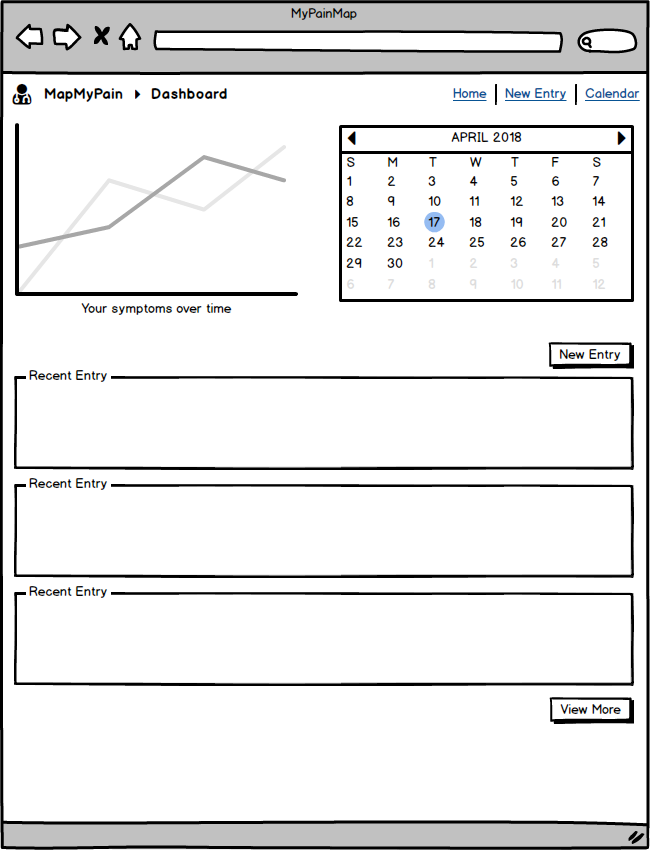 MyPainMap
MapMyPain Dashboard Home New Entry Calendar
APRIL 2018
S M T W T F S
1 2 3 4 5 6 7
8 9 10 11 12 13 14
15 16 17 18 19 20 21
22 23 24 25 26 27 28
29 30 1 2 3 4 5
6 7 8 9 10 11 12
Your symptoms over time
New Entry
Recent Entry
Recent Entry
Recent Entry
View More